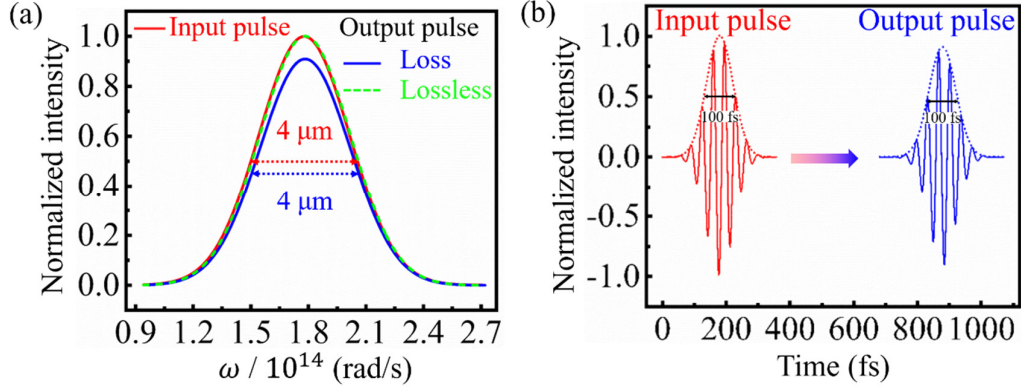 (a)
Normalized intensity
1.0
0.8
0.6
0.4
0.2
0.0
Input pulse
Output pulse
Loss
Lossless
4 μm
4 μm
0.9 1.2 1.5 1.8 2.1 2.4 2.7
ω / 10¹⁴ (rad/s)
(b)
Normalized intensity
1.0
0.5
0.0
-0.5
-1.0
Input pulse
Output pulse
100 fs
100 fs
0 200 400 600 800 1000
Time (fs)